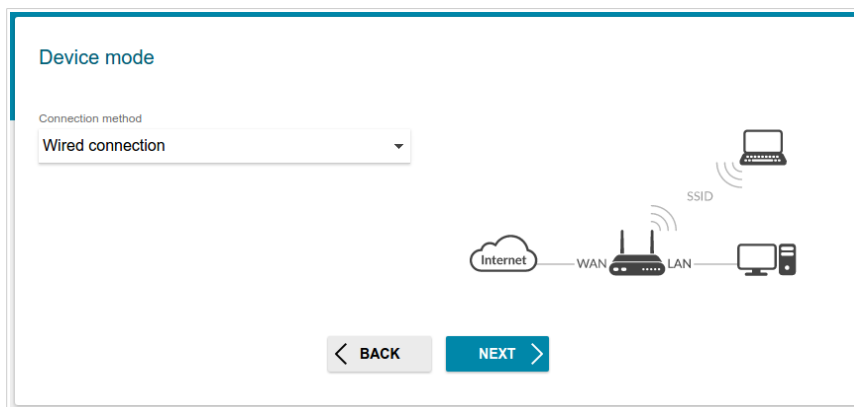 Device mode
Connection method
Wired connection
SSID
Internet
WAN
LAN
BACK
NEXT